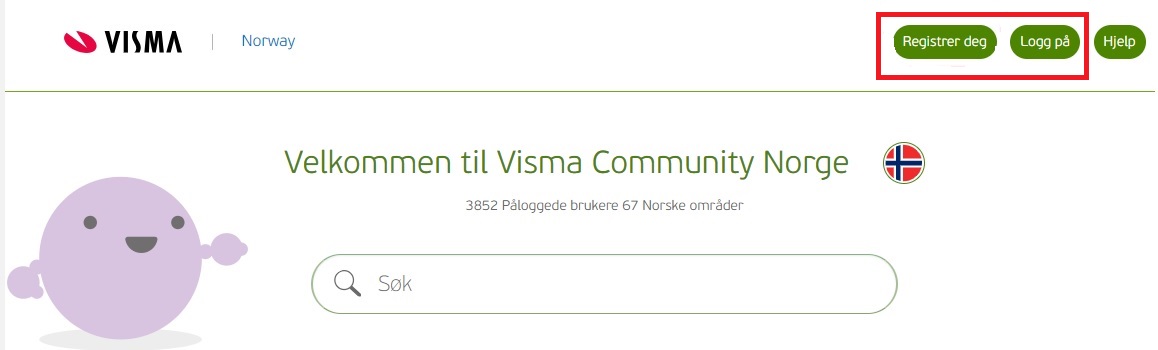 VISMA | Norway Registrer deg Logg på Hjelp
Velkommen til Visma Community Norge
3852 Påloggede brukere 67 Norske områder
Søk